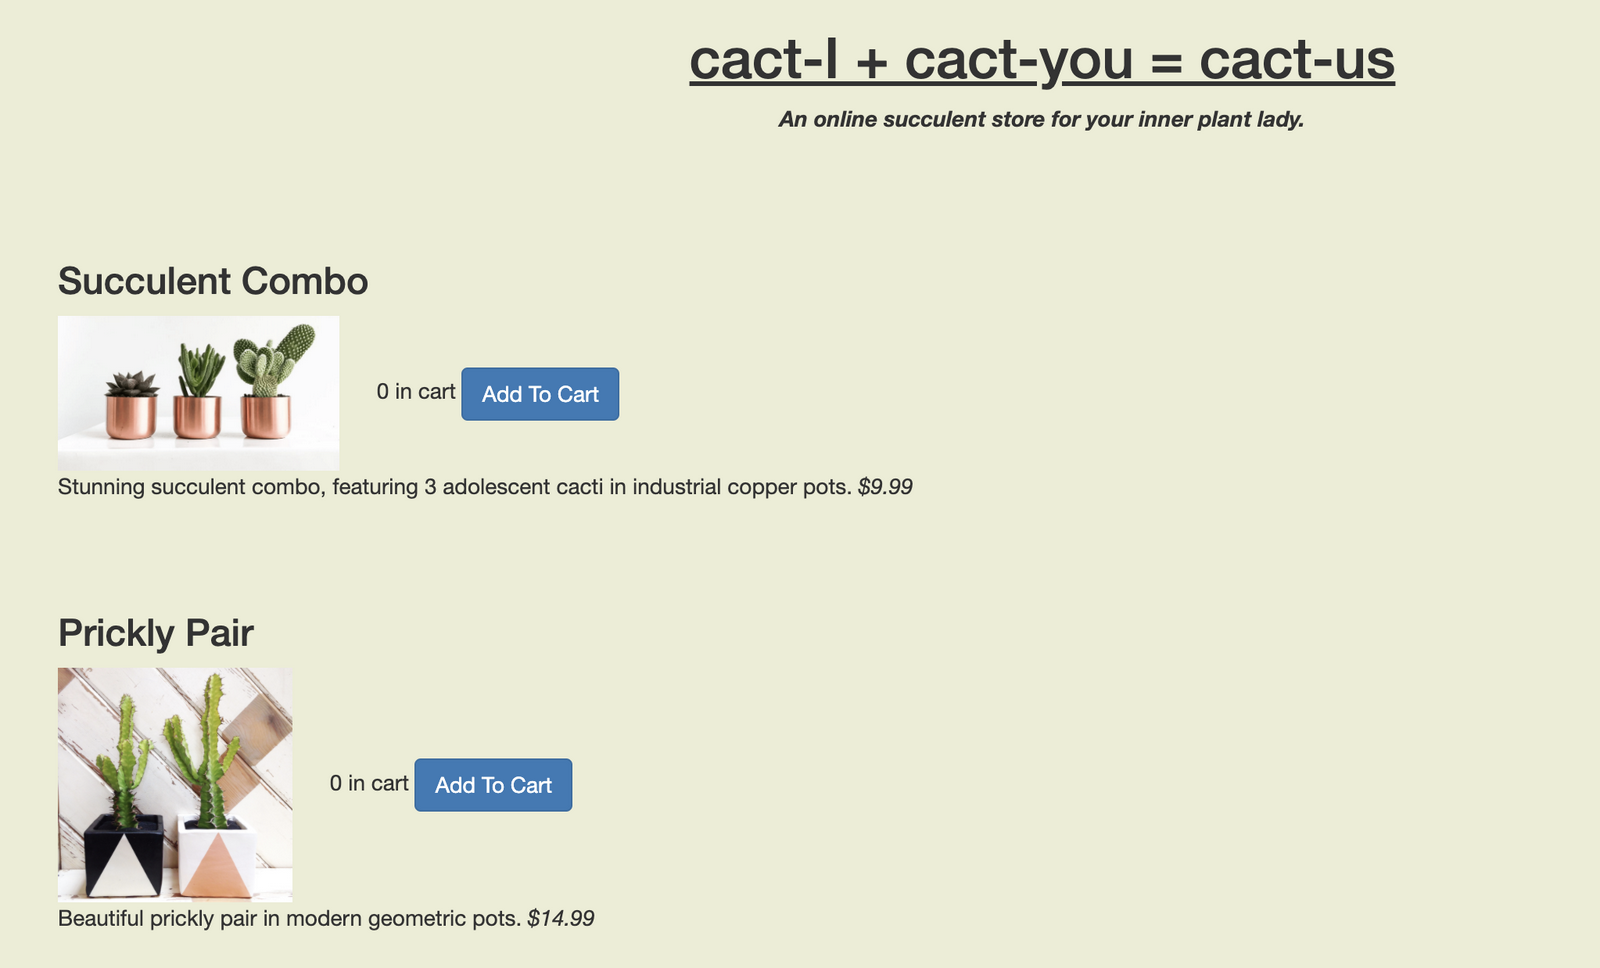 cact-I + cact-you = cact-us
An online succulent store for your inner plant lady.
Succulent Combo
0 in cart Add To Cart
Stunning succulent combo, featuring 3 adolescent cacti in industrial copper pots. $9.99
Prickly Pair
0 in cart Add To Cart
Beautiful prickly pair in modern geometric pots. $14.99